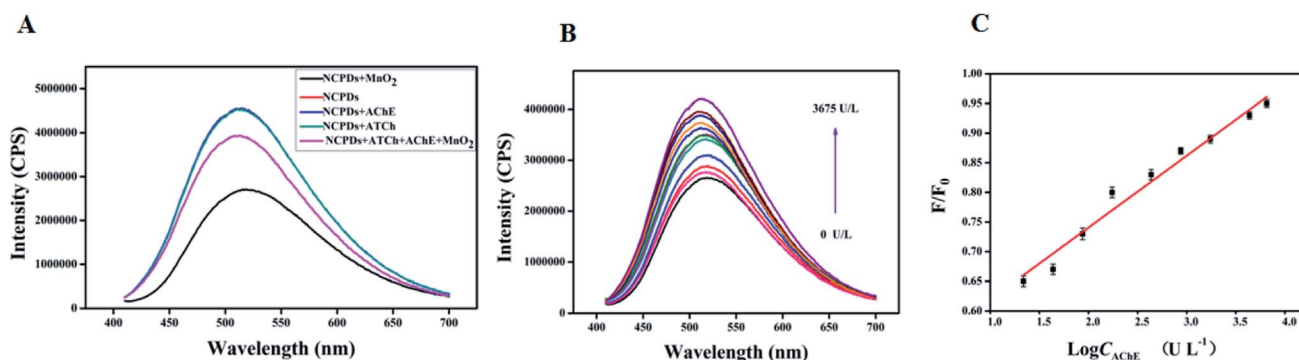 A
Intensity (CPS)
5000000
4000000
3000000
2000000
1000000
0
400 450 500 550 600 650 700
Wavelength (nm)
NCPDs+MnO₂
NCPDs
NCPDs+AChE
NCPDs+ATCh
NCPDs+ATCh+AChE+MnO₂
B
Intensity (CPS)
4000000
3000000
2000000
1000000
0
400 450 500 550 600 650 700
Wavelength (nm)
3675 U/L
0 U/L
C
F/F₀
1.00
0.95
0.90
0.85
0.80
0.75
0.70
0.65
0.60
1.0 1.5 2.0 2.5 3.0 3.5 4.0
LogC_AChE （U L⁻¹）